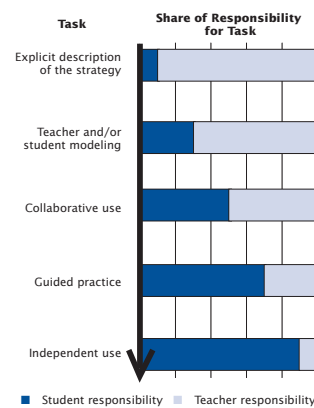 Task
Share of Responsibility
for Task
Explicit description
of the strategy
Teacher and/or
student modeling
Collaborative use
Guided practice
Independent use
Student responsibility
Teacher responsibility